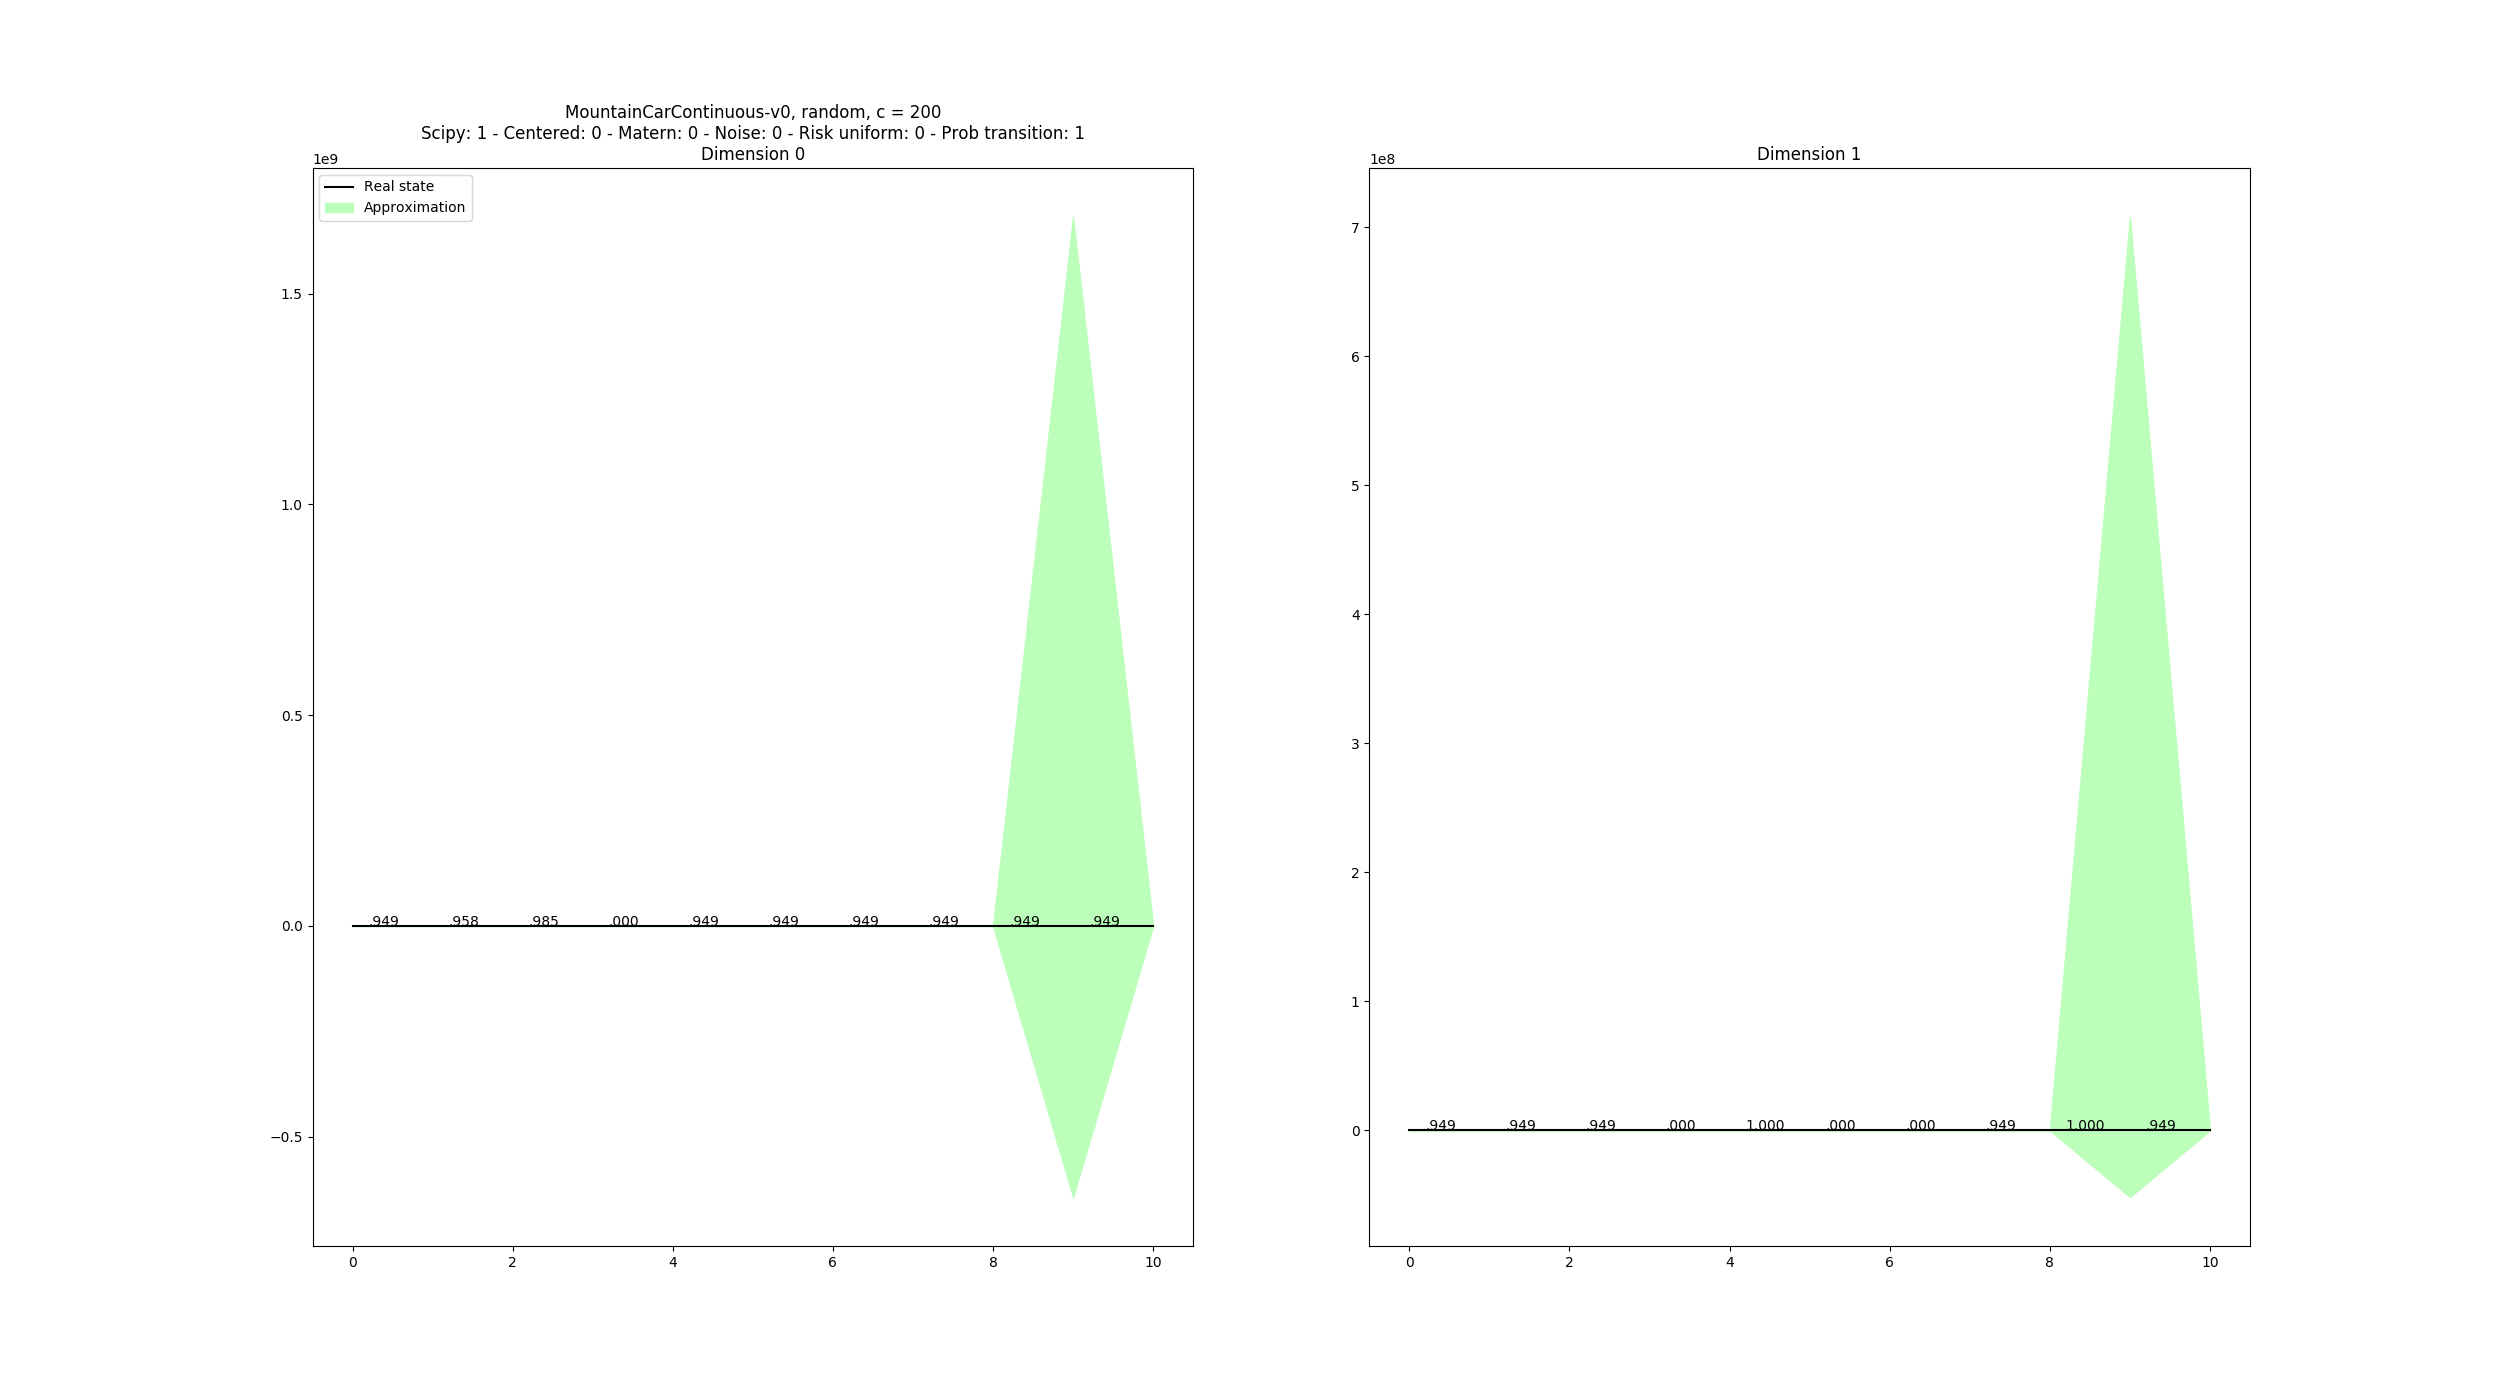 MountainCarContinuous-v0, random, c = 200
Scipy: 1 - Centered: 0 - Matern: 0 - Noise: 0 - Risk uniform: 0 - Prob transition: 1
Dimension 0
1e9
Real state
Approximation
1.5
1.0
0.5
0.0
−0.5
.949 .958 .985 .000 .949 .949 .949 .949 .949 .949
0 2 4 6 8 10
Dimension 1
1e8
7
6
5
4
3
2
1
0
.949 .949 .949 .000 1.000 .000 .000 .949 1.000 .949
0 2 4 6 8 10